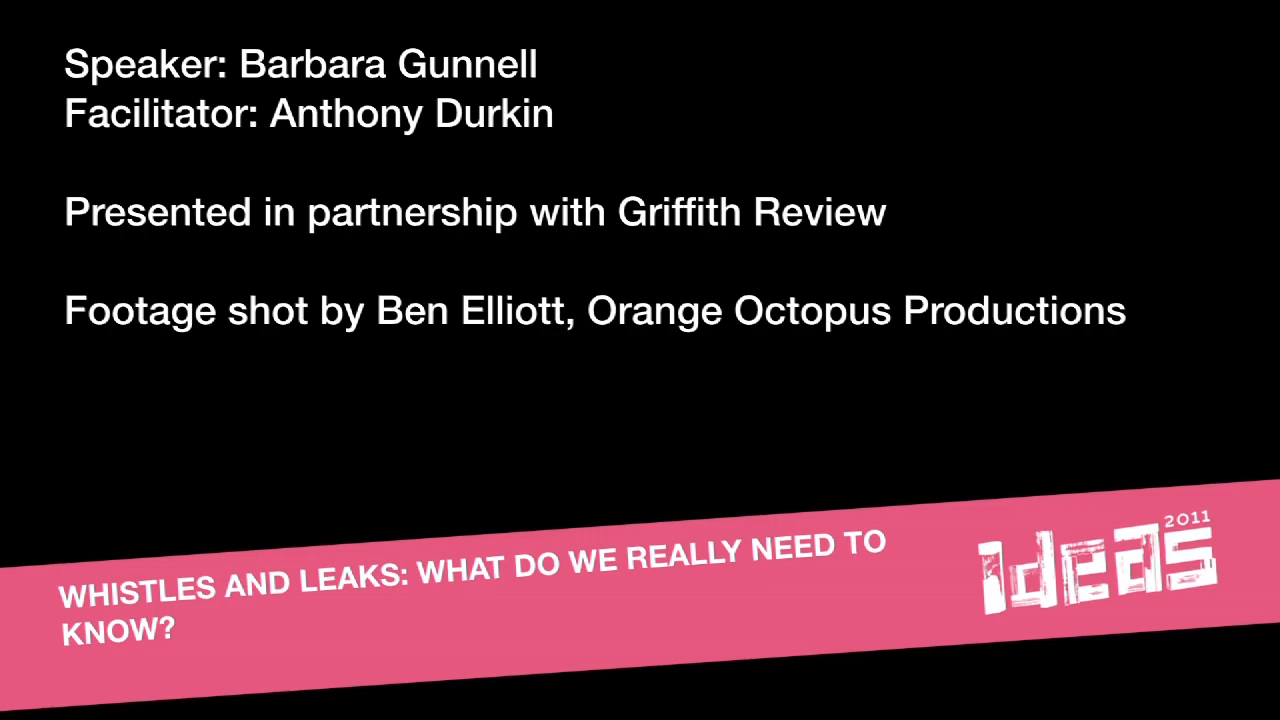 Speaker: Barbara Gunnell
Facilitator: Anthony Durkin
Presented in partnership with Griffith Review
Footage shot by Ben Elliott, Orange Octopus Productions
WHISTLES AND LEAKS: WHAT DO WE REALLY NEED TO
KNOW?
2011
Ideas